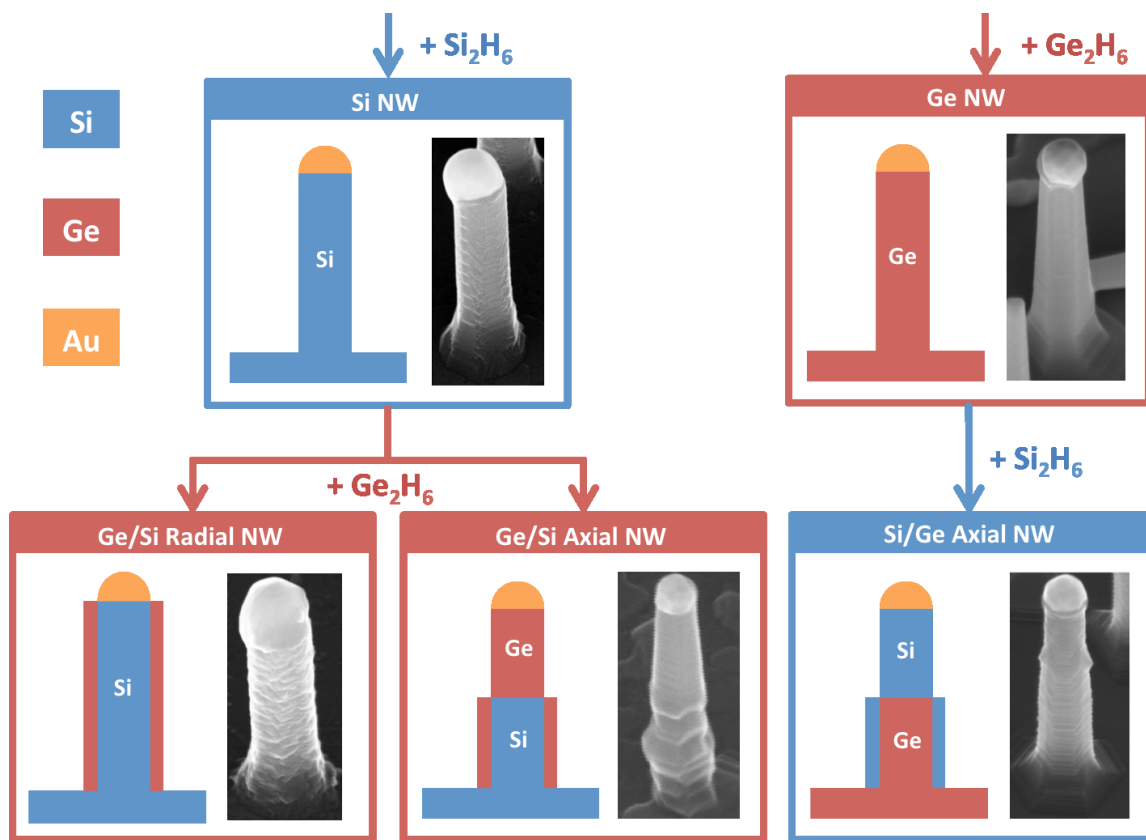 + Si₂H₆
+ Ge₂H₆
Si NW
Ge NW
Si
Ge
Au
Si
Ge
+ Ge₂H₆
+ Si₂H₆
Ge/Si Radial NW
Ge/Si Axial NW
Si/Ge Axial NW
Si
Ge
Si
Si
Ge